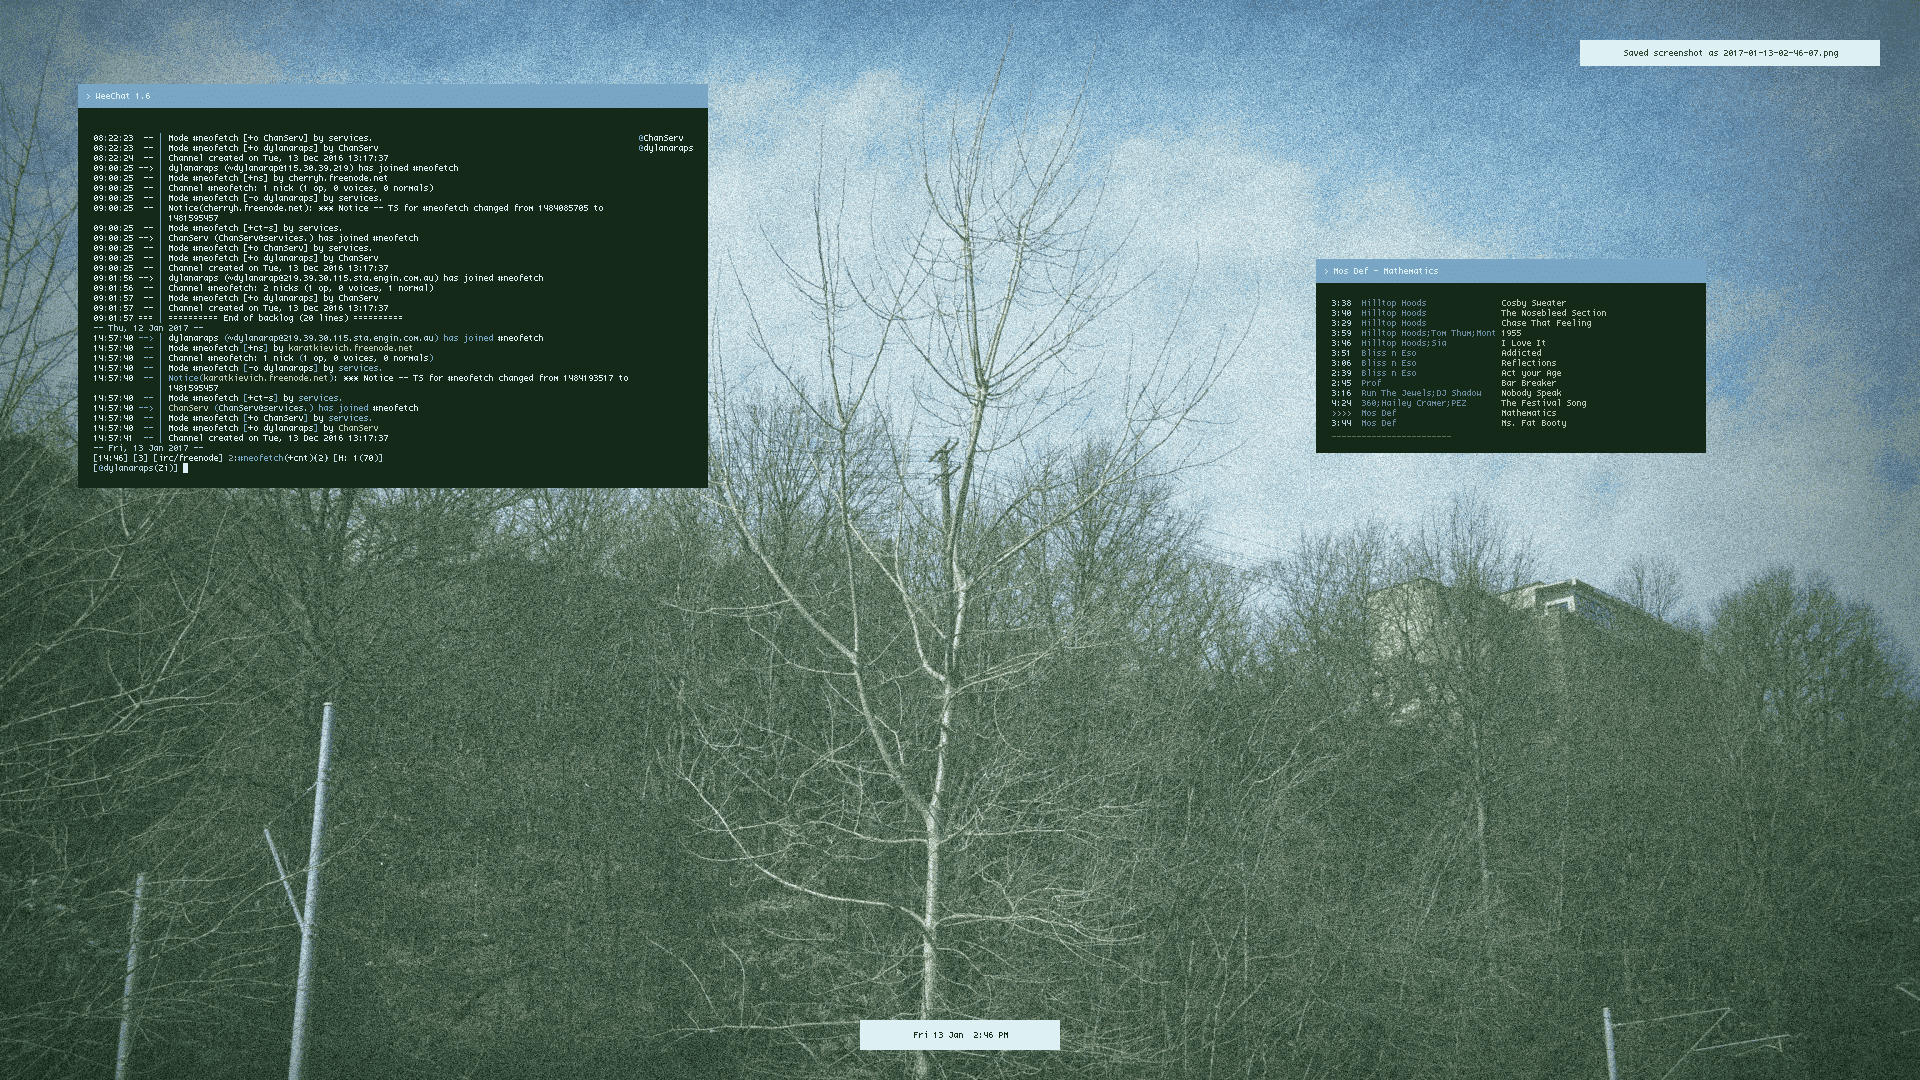 Saved screenshot as 2017-01-13-02-46-07.png
> WeeChat 1.6
08:22:23 -- Mode #neofetch [+o ChanServ] by services. @ChanServ
08:22:23 -- Mode #neofetch [+o dylanaraps] by ChanServ @dylanaraps
08:22:24 -- Channel created on Tue, 13 Dec 2016 13:17:37
09:00:25 --> dylanaraps (~dylanarap@115.30.39.219) has joined #neofetch
09:00:25 -- Mode #neofetch [+ns] by cherryh.freenode.net
09:00:25 -- Channel #neofetch: 1 nick (1 op, 0 voices, 0 normals)
09:00:25 -- Mode #neofetch [-o dylanaraps] by services.
09:00:25 -- Notice(cherryh.freenode.net): *** Notice -- TS for #neofetch changed from 1484085705 to
1481595457
09:00:25 -- Mode #neofetch [+ct-s] by services.
09:00:25 --> ChanServ (ChanServ@services.) has joined #neofetch
09:00:25 -- Mode #neofetch [+o ChanServ] by services.
09:00:25 -- Mode #neofetch [+o dylanaraps] by ChanServ
09:00:25 -- Channel created on Tue, 13 Dec 2016 13:17:37
09:01:56 --> dylanaraps (~dylanarap@219.39.30.115.sta.engin.com.au) has joined #neofetch
09:01:56 -- Channel #neofetch: 2 nicks (1 op, 0 voices, 1 normal)
09:01:57 -- Mode #neofetch [+o dylanaraps] by ChanServ
09:01:57 -- Channel created on Tue, 13 Dec 2016 13:17:37
09:01:57 === ========== End of backlog (20 lines) ==========
-- Thu, 12 Jan 2017 --
14:57:40 --> dylanaraps (~dylanarap@219.39.30.115.sta.engin.com.au) has joined #neofetch
14:57:40 -- Mode #neofetch [+ns] by karatkievich.freenode.net
14:57:40 -- Channel #neofetch: 1 nick (1 op, 0 voices, 0 normals)
14:57:40 -- Mode #neofetch [-o dylanaraps] by services.
14:57:40 -- Notice(karatkievich.freenode.net): *** Notice -- TS for #neofetch changed from 1484193517 to
1481595457
14:57:40 -- Mode #neofetch [+ct-s] by services.
14:57:40 --> ChanServ (ChanServ@services.) has joined #neofetch
14:57:40 -- Mode #neofetch [+o ChanServ] by services.
14:57:40 -- Mode #neofetch [+o dylanaraps] by ChanServ
14:57:41 -- Channel created on Tue, 13 Dec 2016 13:17:37
-- Fri, 13 Jan 2017 --
[14:46] [3] [irc/freenode] 2:#neofetch(+cnt){2} [H: 1(70)]
[@dylanaraps(Zi)]
> Mos Def - Mathematics
3:38 Hilltop Hoods Cosby Sweater
3:40 Hilltop Hoods The Nosebleed Section
3:29 Hilltop Hoods Chase That Feeling
3:59 Hilltop Hoods;Tom Thum;Mont 1955
3:46 Hilltop Hoods;Sia I Love It
3:51 Bliss n Eso Addicted
3:06 Bliss n Eso Reflections
2:39 Bliss n Eso Act your Age
2:45 Prof Bar Breaker
3:16 Run The Jewels;DJ Shadow Nobody Speak
4:24 360;Hailey Cramer;PEZ The Festival Song
>>>> Mos Def Mathematics
3:44 Mos Def Ms. Fat Booty
------------------------
Fri 13 Jan 2:46 PM